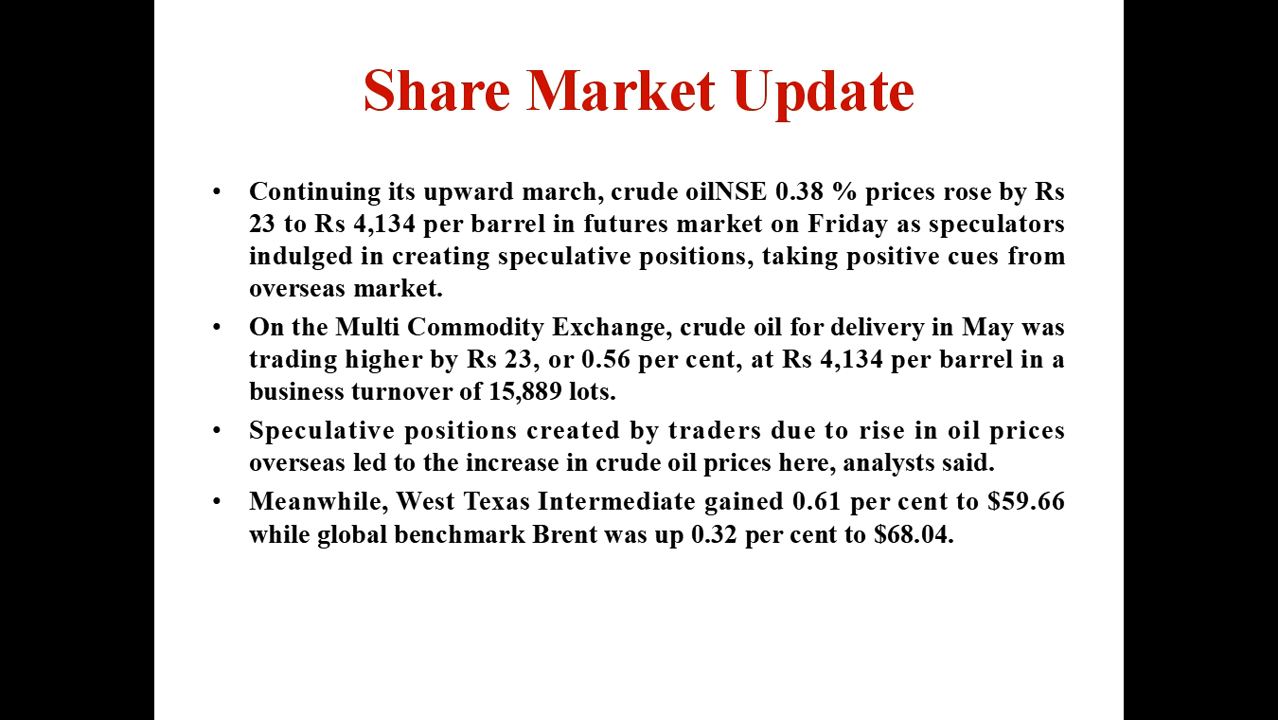 Share Market Update
• Continuing its upward march, crude oilNSE 0.38 % prices rose by Rs
23 to Rs 4,134 per barrel in futures market on Friday as speculators
indulged in creating speculative positions, taking positive cues from
overseas market.
• On the Multi Commodity Exchange, crude oil for delivery in May was
trading higher by Rs 23, or 0.56 per cent, at Rs 4,134 per barrel in a
business turnover of 15,889 lots.
• Speculative positions created by traders due to rise in oil prices
overseas led to the increase in crude oil prices here, analysts said.
• Meanwhile, West Texas Intermediate gained 0.61 per cent to $59.66
while global benchmark Brent was up 0.32 per cent to $68.04.